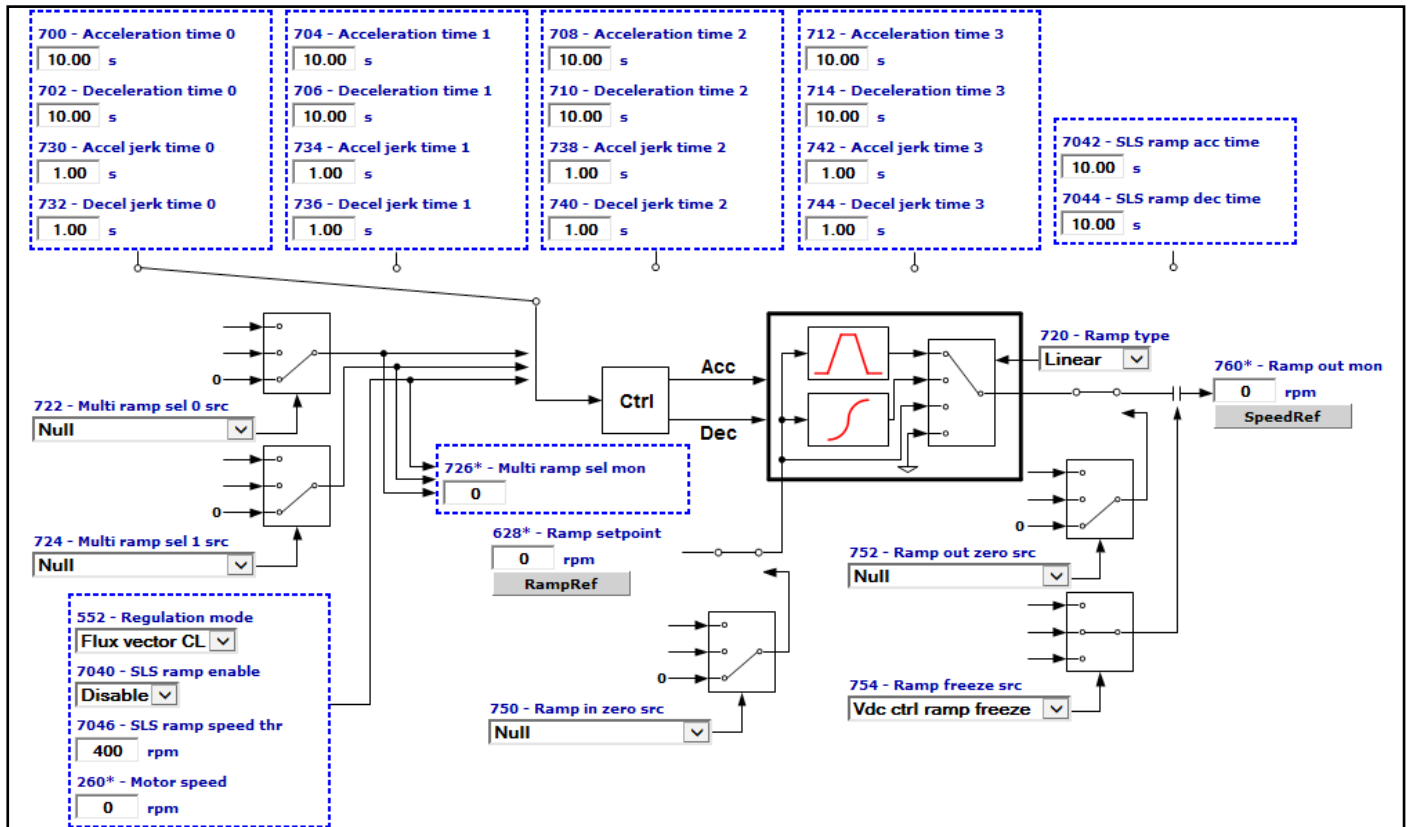 700 - Acceleration time 0
10.00 s
702 - Deceleration time 0
10.00 s
730 - Accel jerk time 0
1.00 s
732 - Decel jerk time 0
1.00 s
704 - Acceleration time 1
10.00 s
706 - Deceleration time 1
10.00 s
734 - Accel jerk time 1
1.00 s
736 - Decel jerk time 1
1.00 s
708 - Acceleration time 2
10.00 s
710 - Deceleration time 2
10.00 s
738 - Accel jerk time 2
1.00 s
740 - Decel jerk time 2
1.00 s
712 - Acceleration time 3
10.00 s
714 - Deceleration time 3
10.00 s
742 - Accel jerk time 3
1.00 s
744 - Decel jerk time 3
1.00 s
7042 - SLS ramp acc time
10.00 s
7044 - SLS ramp dec time
10.00 s
0
722 - Multi ramp sel 0 src
Null
0
724 - Multi ramp sel 1 src
Null
552 - Regulation mode
Flux vector CL
7040 - SLS ramp enable
Disable
7046 - SLS ramp speed thr
400 rpm
260* - Motor speed
0 rpm
726* - Multi ramp sel mon
0
Ctrl
Acc
Dec
628* - Ramp setpoint
0 rpm
RampRef
0
750 - Ramp in zero src
Null
720 - Ramp type
Linear
760* - Ramp out mon
0 rpm
SpeedRef
0
752 - Ramp out zero src
Null
754 - Ramp freeze src
Vdc ctrl ramp freeze